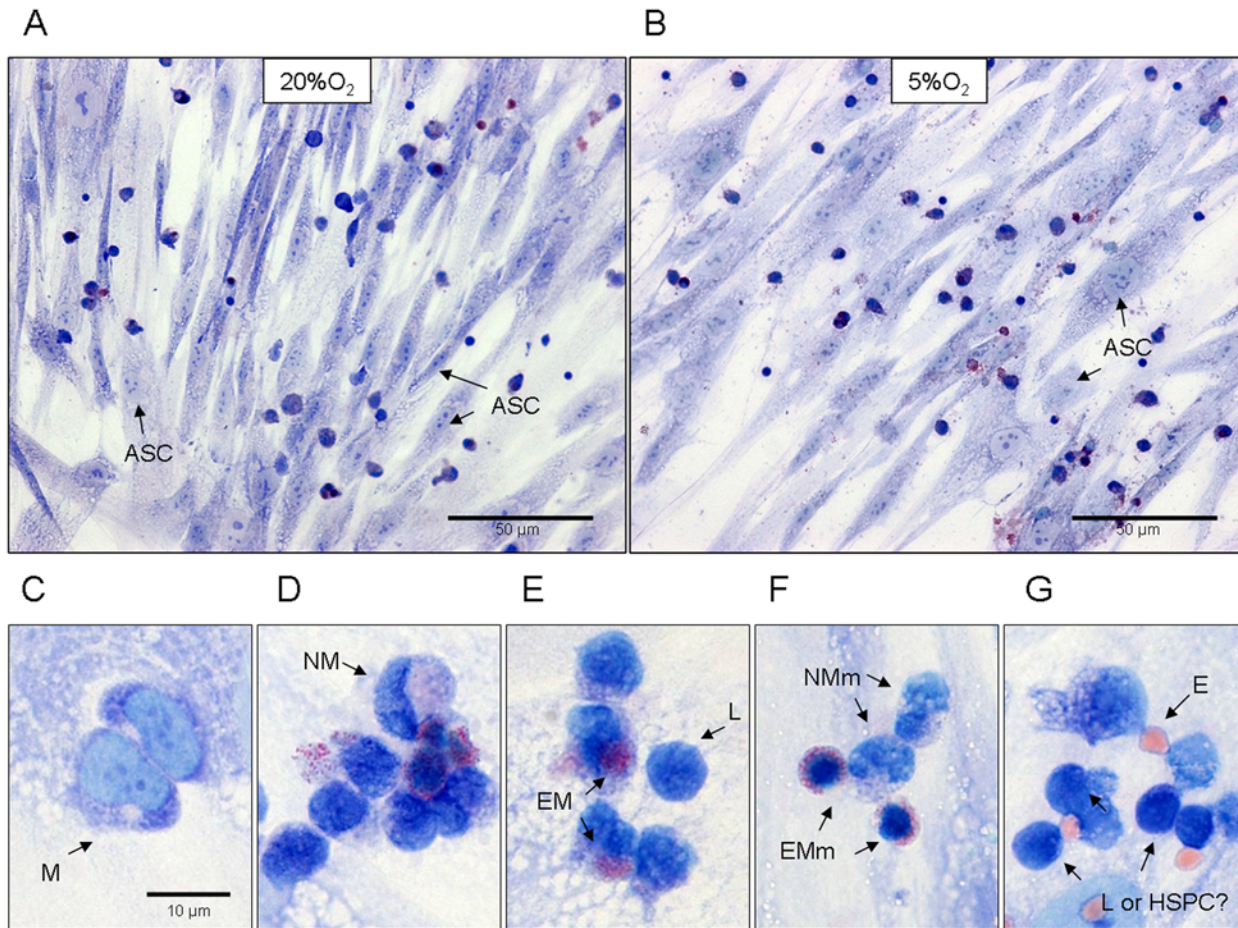 A
B
20%O₂
5%O₂
ASC
ASC
ASC
50 µm
50 µm
C
D
E
F
G
NM
NMm
E
L
EM
M
EMm
10 µm
L or HSPC?